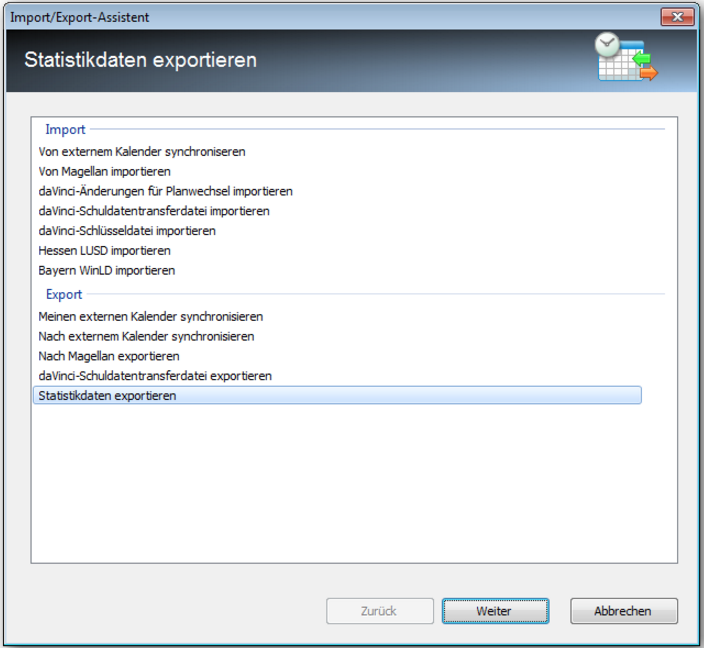 Import/Export-Assistent
Statistikdaten exportieren
Import
Von externem Kalender synchroniseren
Von Magellan importieren
daVinci-Änderungen für Planwechsel importieren
daVinci-Schuldatentransferdatei importieren
daVinci-Schlüsseldatei importieren
Hessen LUSD importieren
Bayern WinLD importieren
Export
Meinen externen Kalender synchronisieren
Nach externem Kalender synchronisieren
Nach Magellan exportieren
daVinci-Schuldatentransferdatei exportieren
Statistikdaten exportieren
Zurück
Weiter
Abbrechen